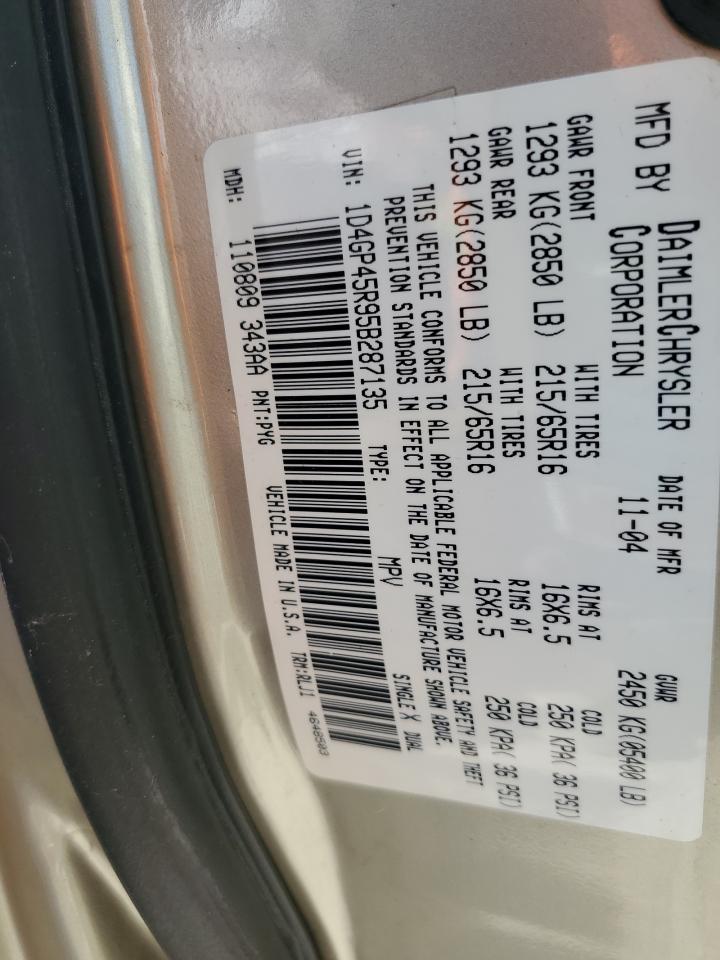 MFD BY DAIMLERCHRYSLER CORPORATION DATE OF MFR 11-04 GVWR 2450 KG(05400 LB)
GAWR FRONT WITH TIRES RIMS AT COLD
1293 KG(2850 LB) 215/65R16 16X6.5 250 KPA( 36 PSI)
GAWR REAR WITH TIRES RIMS AT COLD
1293 KG(2850 LB) 215/65R16 16X6.5 250 KPA( 36 PSI)
THIS VEHICLE CONFORMS TO ALL APPLICABLE FEDERAL MOTOR VEHICLE SAFETY AND THEFT
PREVENTION STANDARDS IN EFFECT ON THE DATE OF MANUFACTURE SHOWN ABOVE.
VIN: 1D4GP45R95B287135 TYPE: MPV SINGLE X DUAL
MDH: 110809 343AA PNT:PYG VEHICLE MADE IN U.S.A. TRM:RLJ1 4648503